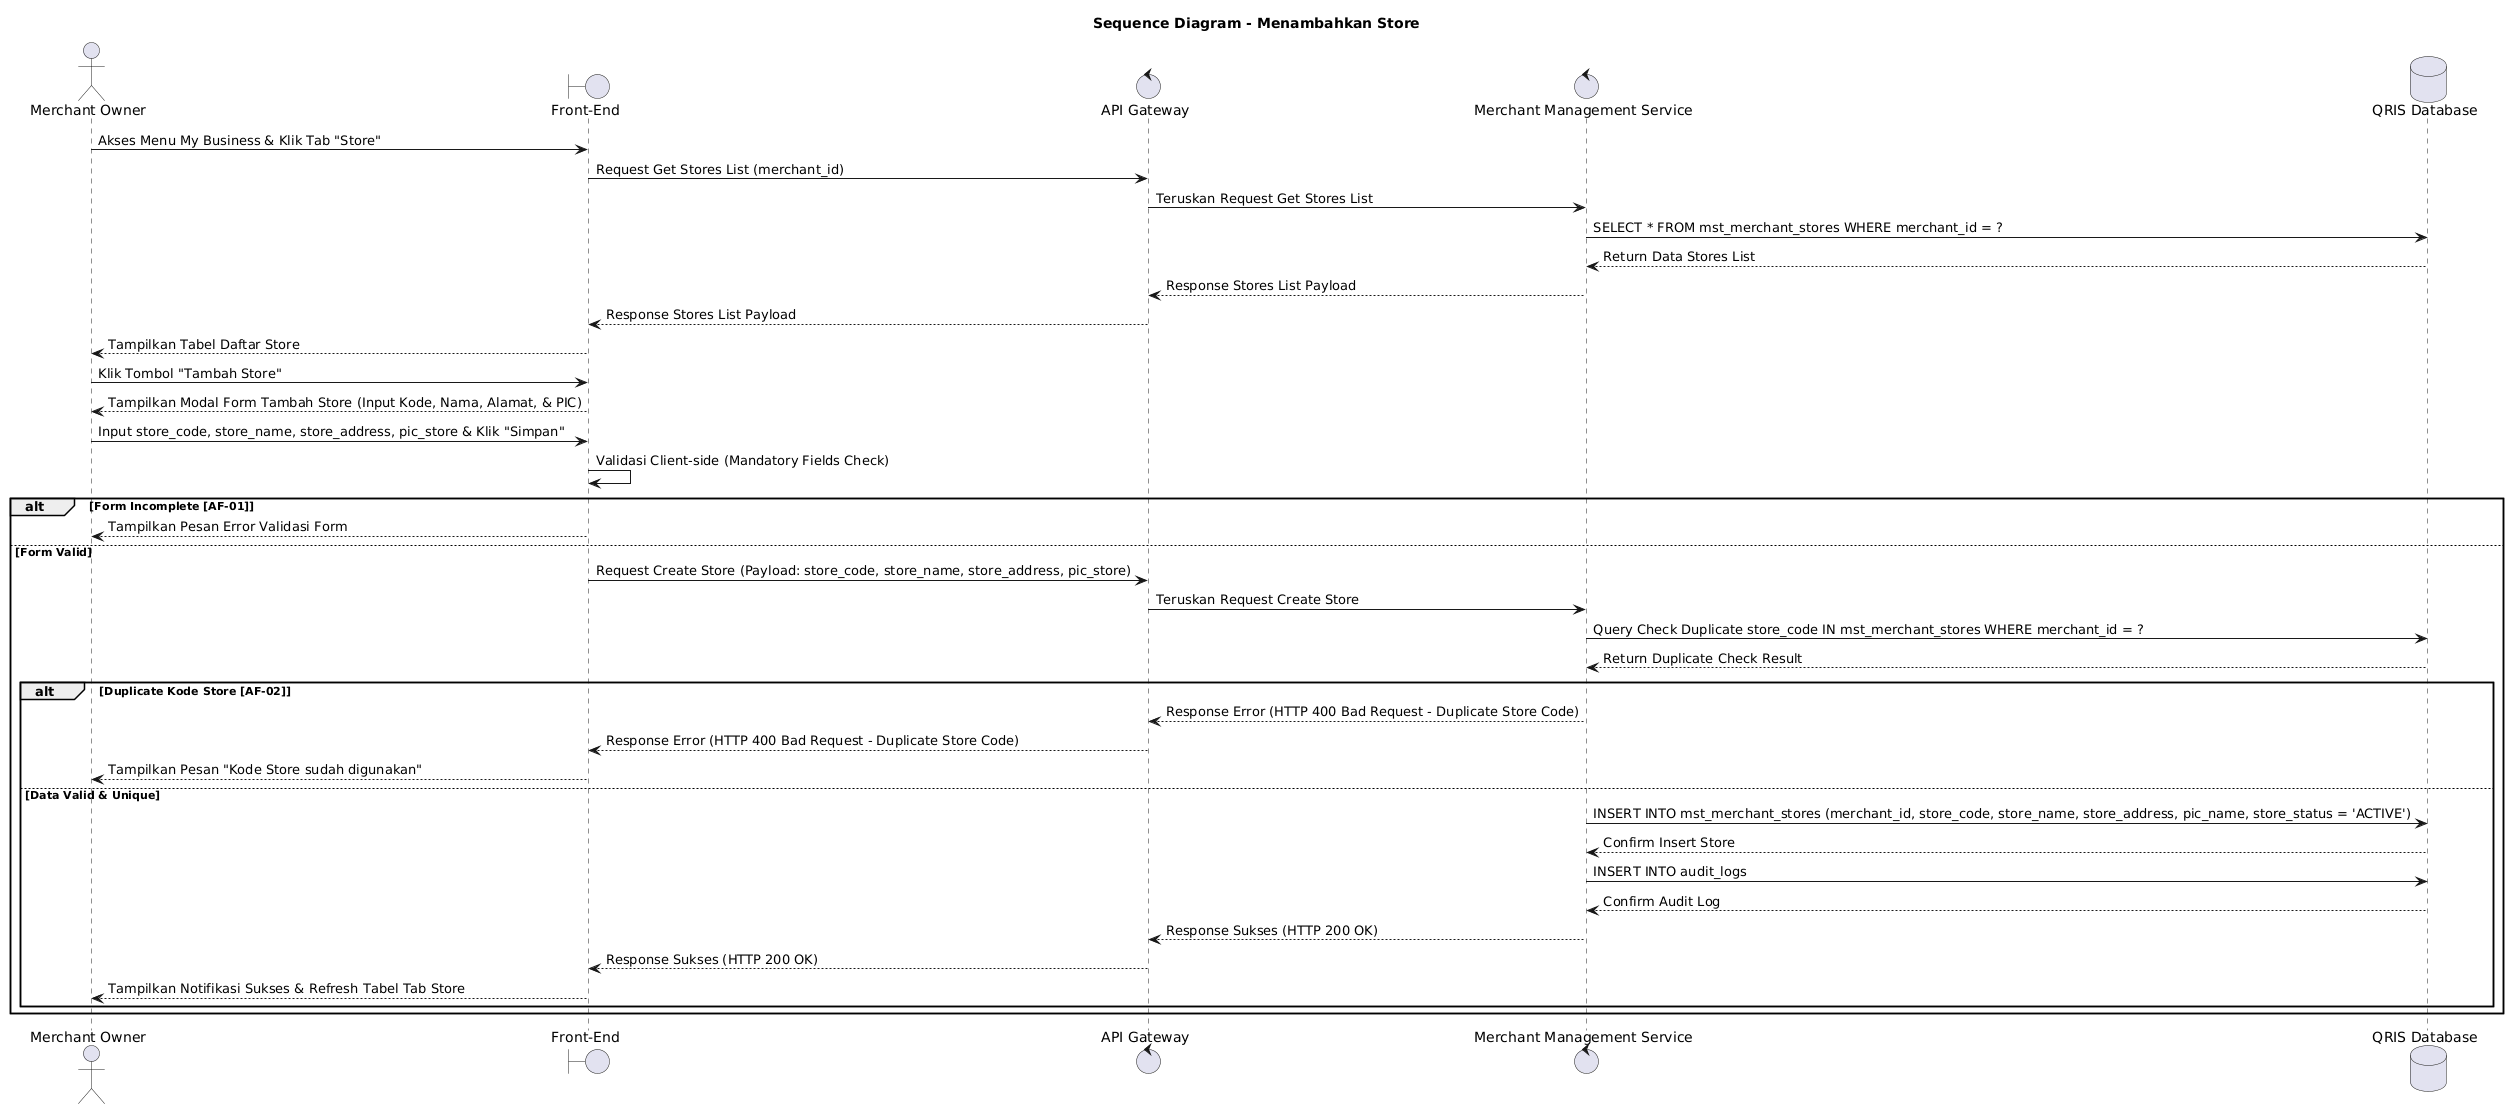 Sequence Diagram - Menambahkan Store
Merchant Owner
Front-End
API Gateway
Merchant Management Service
QRIS Database
Akses Menu My Business & Klik Tab "Store"
Request Get Stores List (merchant_id)
Teruskan Request Get Stores List
SELECT * FROM mst_merchant_stores WHERE merchant_id = ?
Return Data Stores List
Response Stores List Payload
Response Stores List Payload
Tampilkan Tabel Daftar Store
Klik Tombol "Tambah Store"
Tampilkan Modal Form Tambah Store (Input Kode, Nama, Alamat, & PIC)
Input store_code, store_name, store_address, pic_store & Klik "Simpan"
Validasi Client-side (Mandatory Fields Check)
alt
[Form Incomplete [AF-01]]
Tampilkan Pesan Error Validasi Form
[Form Valid]
Request Create Store (Payload: store_code, store_name, store_address, pic_store)
Teruskan Request Create Store
Query Check Duplicate store_code IN mst_merchant_stores WHERE merchant_id = ?
Return Duplicate Check Result
alt
[Duplicate Kode Store [AF-02]]
Response Error (HTTP 400 Bad Request - Duplicate Store Code)
Response Error (HTTP 400 Bad Request - Duplicate Store Code)
Tampilkan Pesan "Kode Store sudah digunakan"
[Data Valid & Unique]
INSERT INTO mst_merchant_stores (merchant_id, store_code, store_name, store_address, pic_name, store_status = 'ACTIVE')
Confirm Insert Store
INSERT INTO audit_logs
Confirm Audit Log
Response Sukses (HTTP 200 OK)
Response Sukses (HTTP 200 OK)
Tampilkan Notifikasi Sukses & Refresh Tabel Tab Store
Merchant Owner
Front-End
API Gateway
Merchant Management Service
QRIS Database